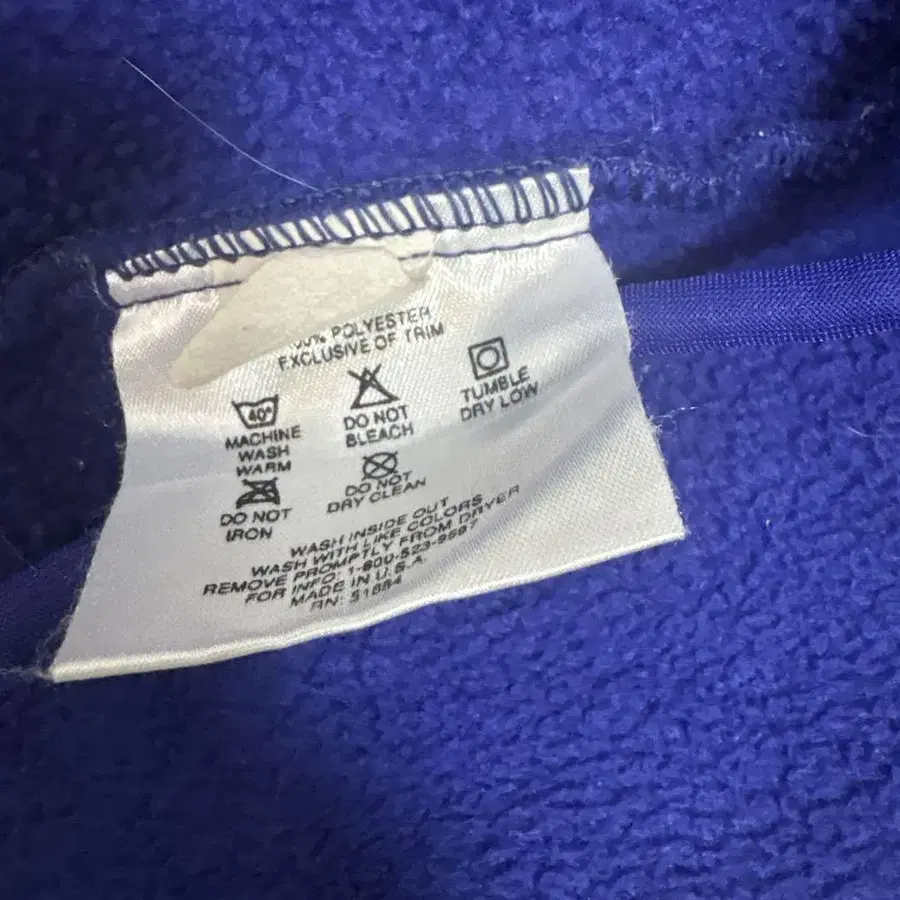 POLYESTER
EXCLUSIVE OF TRIM
40°
MACHINE
WASH
WARM
DO NOT
BLEACH
TUMBLE
DRY LOW
DO NOT
IRON
DO NOT
DRY CLEAN
WASH INSIDE OUT
WASH WITH LIKE COLORS
REMOVE PROMPTLY FROM DRYER
FOR INFO: 1-800-523-9597
MADE IN U.S.A.
RN: 51884